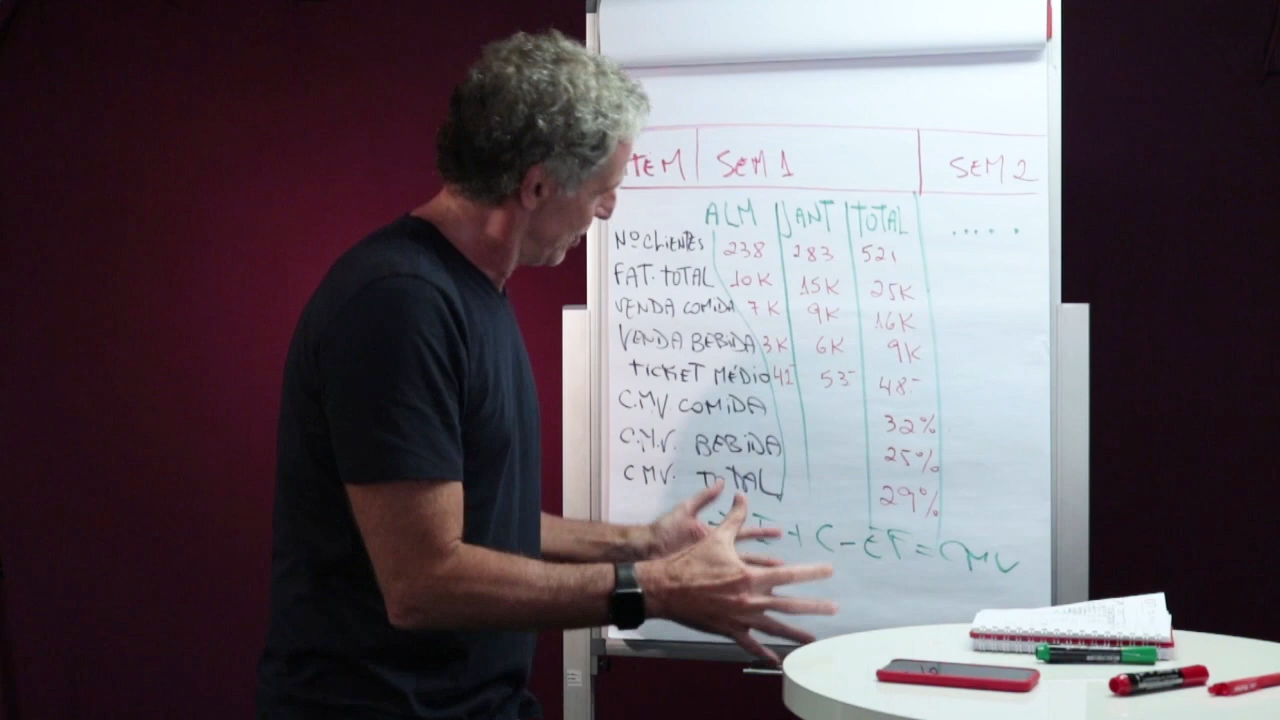 ITEM SEM 1 SEM 2
ALM JANT TOTAL .....
Nº CLIENTES 238 283 521
FAT. TOTAL 10K 15K 25K
VENDA COMIDA 7K 9K 16K
VENDA BEBIDA 3K 6K 9K
TICKET MÉDIO 42 53 48
C.M.V COMIDA 32%
C.M.V. BEBIDA 25%
CMV. TOTAL 29%
I + C - EF = CMV